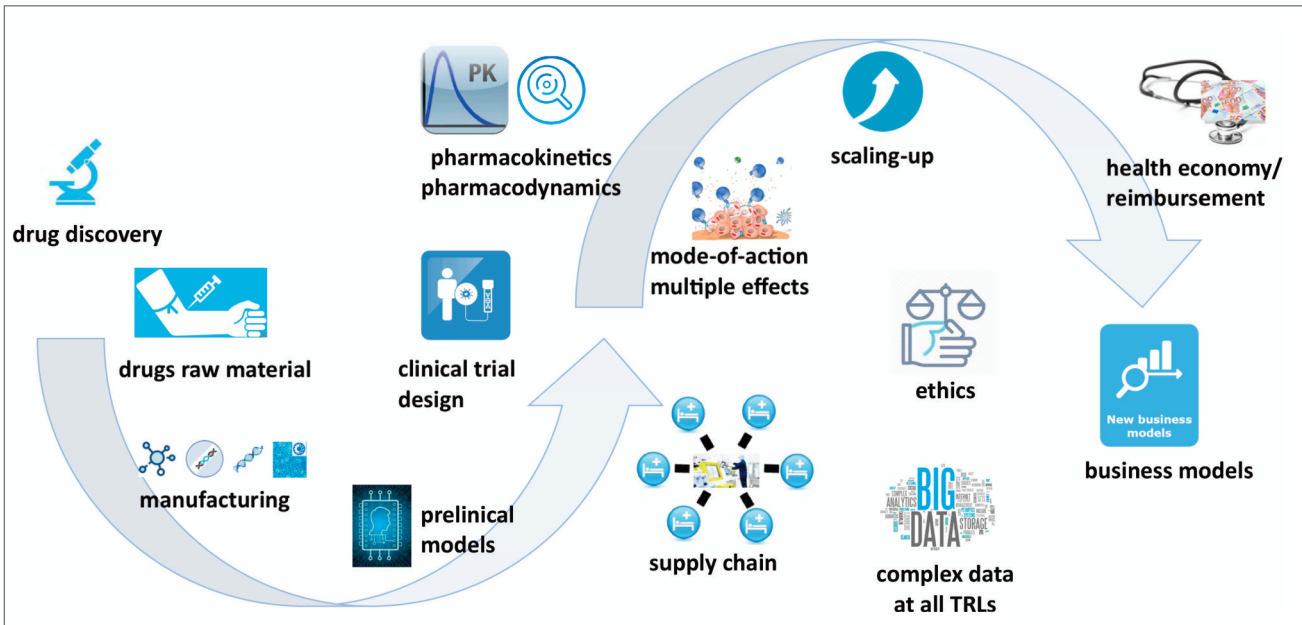 drug discovery
drugs raw material
manufacturing
PK
pharmacokinetics
pharmacodynamics
clinical trial
design
prelinical
models
mode-of-action
multiple effects
supply chain
scaling-up
ethics
BIG
DATA
ANALYTICS
STORAGE
complex data
at all TRLs
health economy/
reimbursement
New business
models
business models